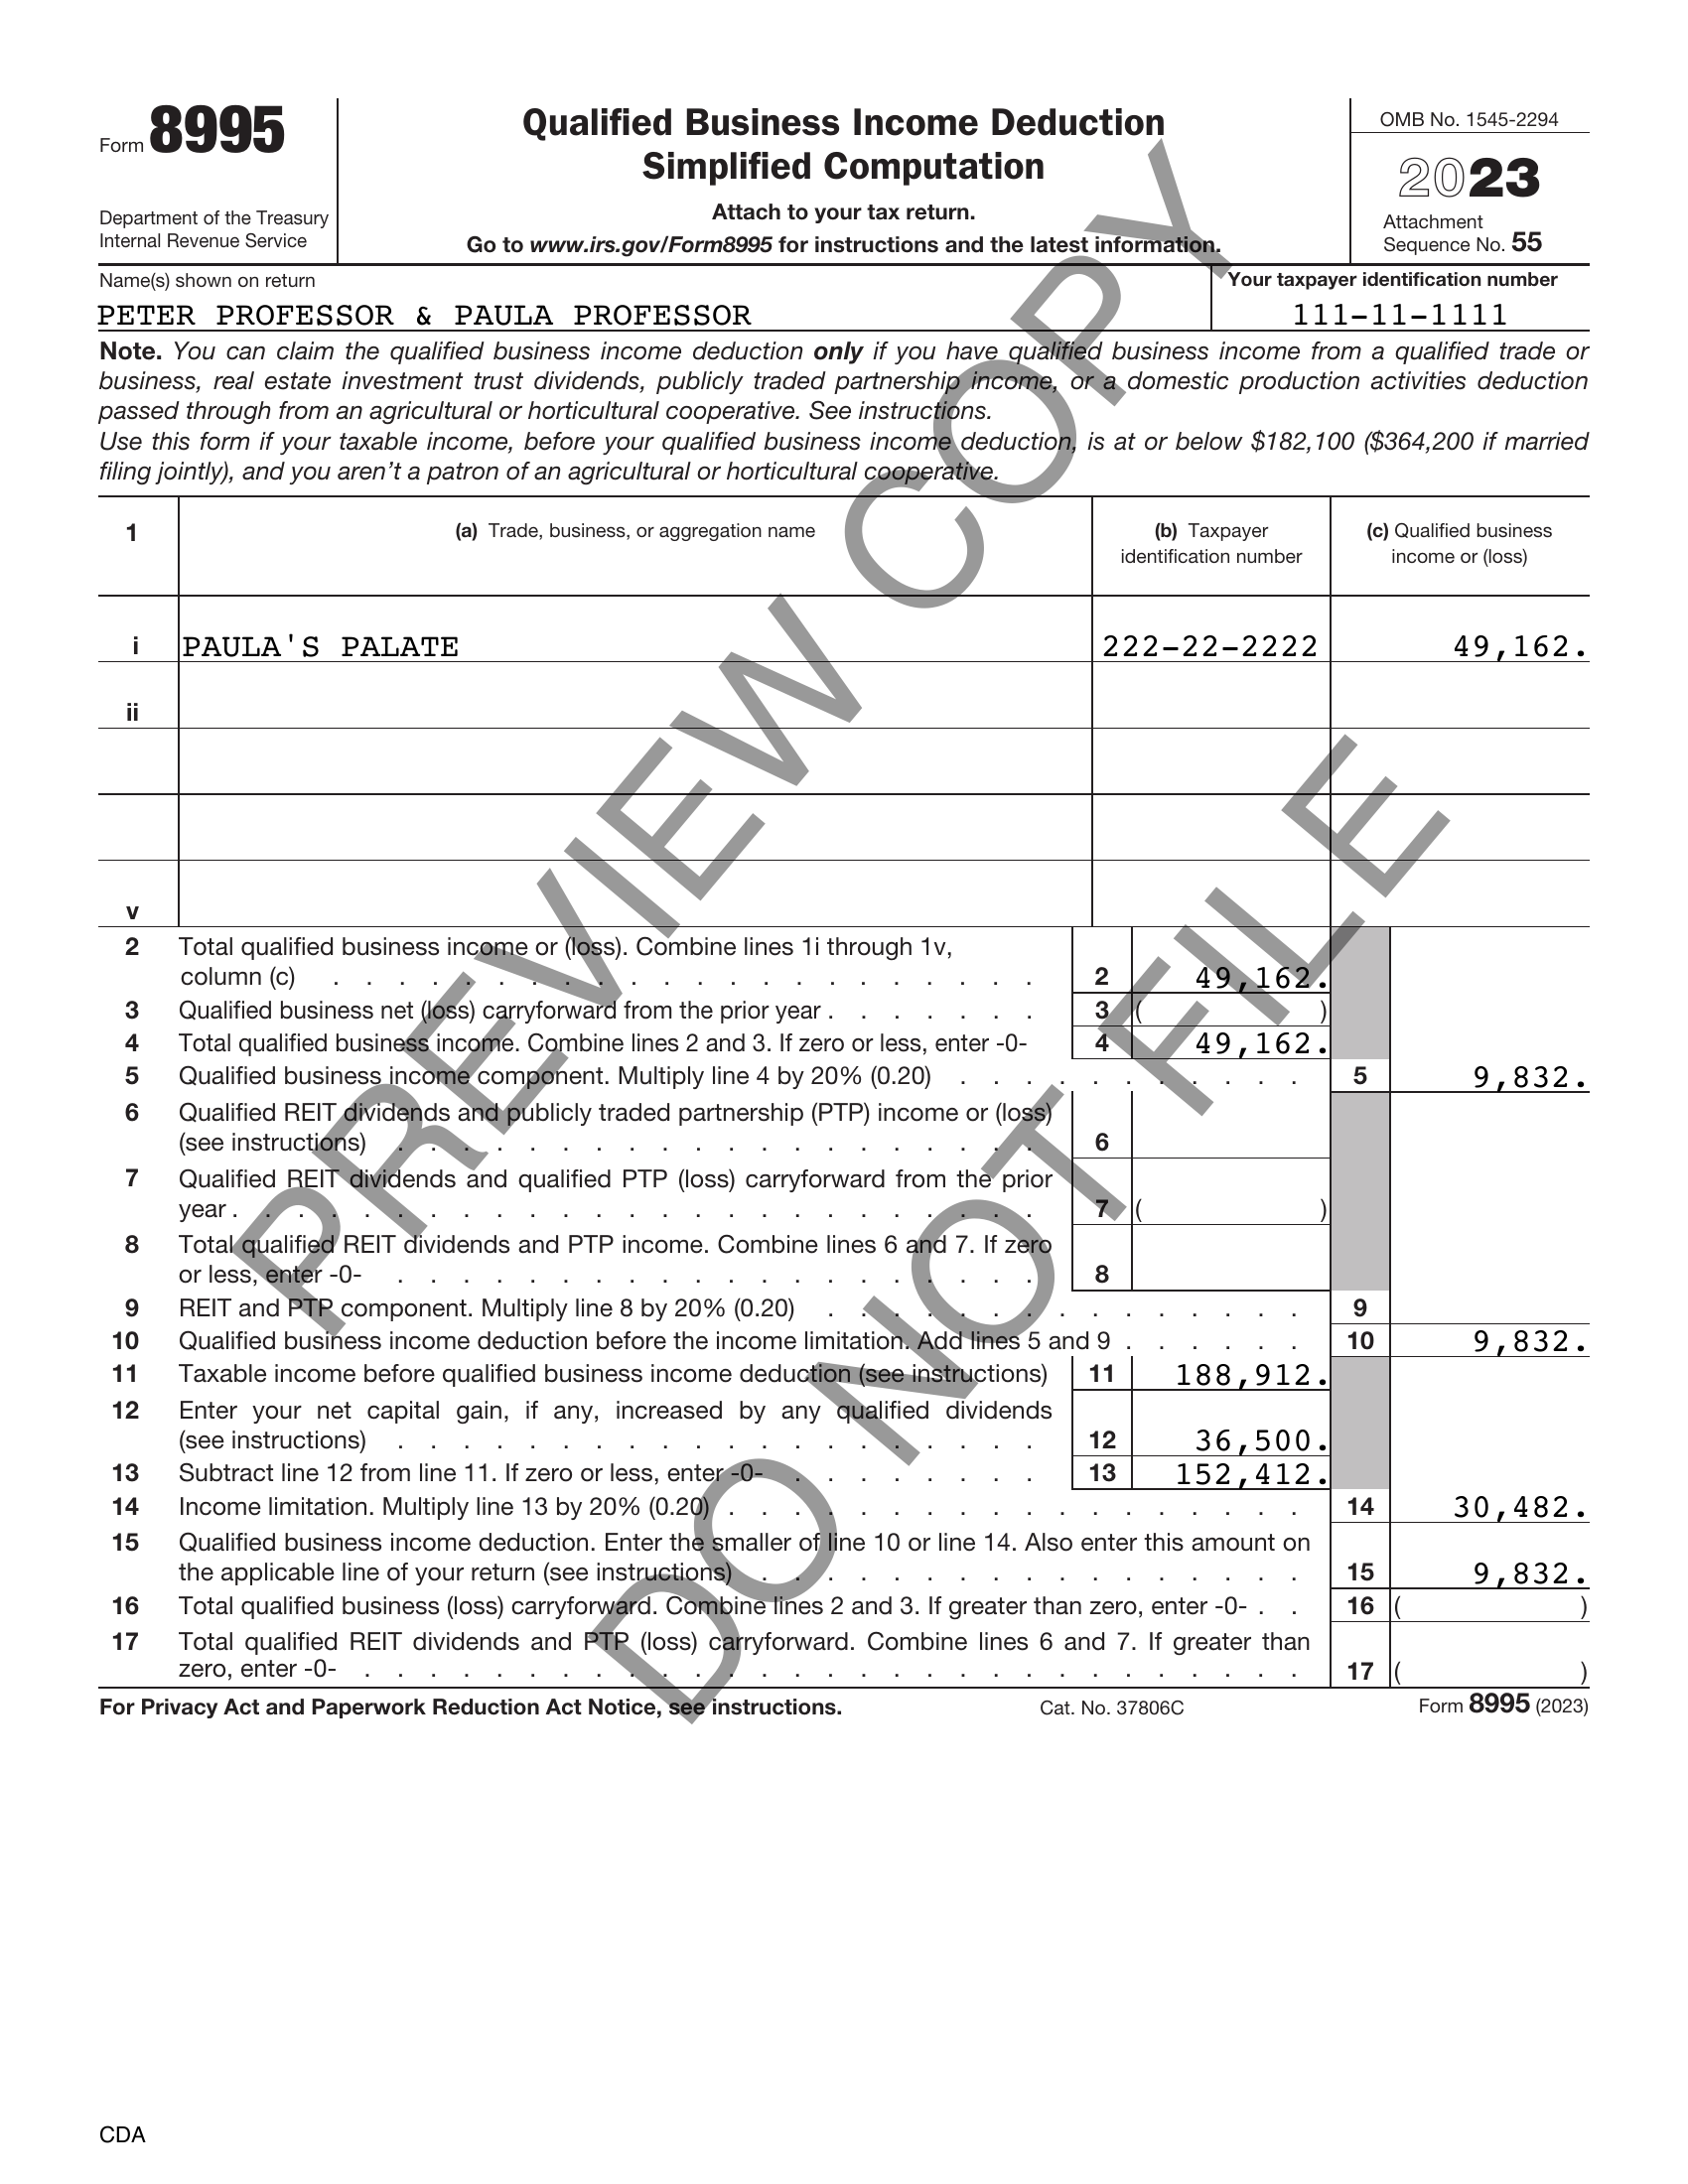 Form 8995
Department of the Treasury
Internal Revenue Service
Qualified Business Income Deduction
Simplified Computation
Attach to your tax return.
Go to www.irs.gov/Form8995 for instructions and the latest information.
OMB No. 1545-2294
2023
Attachment
Sequence No. 55
Name(s) shown on return
PETER PROFESSOR & PAULA PROFESSOR
Your taxpayer identification number
111-11-1111
Note. You can claim the qualified business income deduction only if you have qualified business income from a qualified trade or
business, real estate investment trust dividends, publicly traded partnership income, or a domestic production activities deduction
passed through from an agricultural or horticultural cooperative. See instructions.
Use this form if your taxable income, before your qualified business income deduction, is at or below $182,100 ($364,200 if married
filing jointly), and you aren't a patron of an agricultural or horticultural cooperative.
1 (a) Trade, business, or aggregation name
(b) Taxpayer
identification number
(c) Qualified business
income or (loss)
i PAULA'S PALATE 222-22-2222 49,162.
ii
v
2 Total qualified business income or (loss). Combine lines 1i through 1v,
column (c) . . . . . . . . . . . . . . . . . . . . . . 2 49,162.
3 Qualified business net (loss) carryforward from the prior year . . . . . . . 3 ( )
4 Total qualified business income. Combine lines 2 and 3. If zero or less, enter -0- 4 49,162.
5 Qualified business income component. Multiply line 4 by 20% (0.20) . . . . . . . . . . . 5 9,832.
6 Qualified REIT dividends and publicly traded partnership (PTP) income or (loss)
(see instructions) . . . . . . . . . . . . . . . . . . . . 6
7 Qualified REIT dividends and qualified PTP (loss) carryforward from the prior
year . . . . . . . . . . . . . . . . . . . . . . . . . 7 ( )
8 Total qualified REIT dividends and PTP income. Combine lines 6 and 7. If zero
or less, enter -0- . . . . . . . . . . . . . . . . . . . . 8
9 REIT and PTP component. Multiply line 8 by 20% (0.20) . . . . . . . . . . . . . . . 9
10 Qualified business income deduction before the income limitation. Add lines 5 and 9 . . . . . . 10 9,832.
11 Taxable income before qualified business income deduction (see instructions) 11 188,912.
12 Enter your net capital gain, if any, increased by any qualified dividends
(see instructions) . . . . . . . . . . . . . . . . . . . . 12 36,500.
13 Subtract line 12 from line 11. If zero or less, enter -0- . . . . . . . . 13 152,412.
14 Income limitation. Multiply line 13 by 20% (0.20) . . . . . . . . . . . . . . . . . . 14 30,482.
15 Qualified business income deduction. Enter the smaller of line 10 or line 14. Also enter this amount on
the applicable line of your return (see instructions) . . . . . . . . . . . . . . . . . 15 9,832.
16 Total qualified business (loss) carryforward. Combine lines 2 and 3. If greater than zero, enter -0- . . 16 ( )
17 Total qualified REIT dividends and PTP (loss) carryforward. Combine lines 6 and 7. If greater than
zero, enter -0- . . . . . . . . . . . . . . . . . . . . . . . . . . . . . 17 ( )
For Privacy Act and Paperwork Reduction Act Notice, see instructions. Cat. No. 37806C Form 8995 (2023)
PREVIEW COPY
DO NOT FILE
CDA